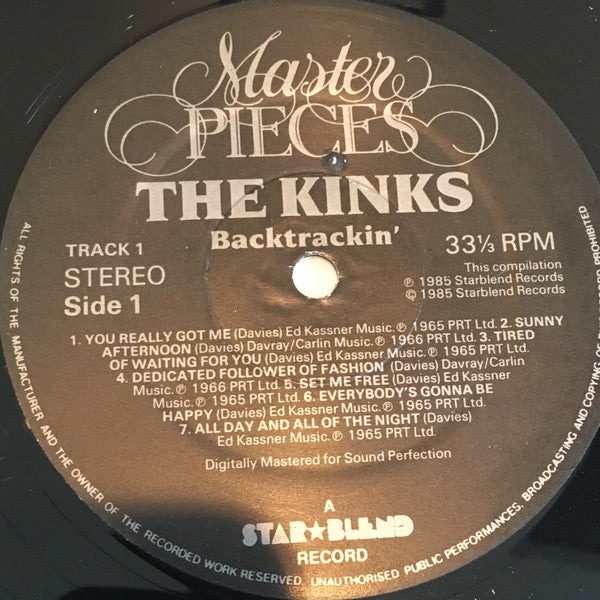 Master
PIECES
THE KINKS
Backtrackin'
TRACK 1
STEREO
Side 1
33⅓ RPM
This compilation
℗ 1985 Starblend Records
© 1985 Starblend Records
1. YOU REALLY GOT ME (Davies) Ed Kassner Music.℗ 1965 PRT Ltd. 2. SUNNY
AFTERNOON (Davies) Davray/Carlin Music.℗ 1966 PRT Ltd. 3. TIRED
OF WAITING FOR YOU (Davies) Ed Kassner Music.℗ 1965 PRT Ltd.
4. DEDICATED FOLLOWER OF FASHION (Davies) Davray/Carlin
Music.℗ 1966 PRT Ltd. 5. SET ME FREE (Davies) Ed Kassner
Music.℗ 1965 PRT Ltd. 6. EVERYBODY'S GONNA BE
HAPPY (Davies) Ed Kassner Music.℗ 1965 PRT Ltd.
7. ALL DAY AND ALL OF THE NIGHT (Davies)
Ed Kassner Music.℗ 1965 PRT Ltd.
Digitally Mastered for Sound Perfection
A
STAR★BLEND
RECORD
ALL RIGHTS OF THE MANUFACTURER AND THE OWNER OF THE RECORDED WORK RESERVED. UNAUTHORISED PUBLIC PERFORMANCES, BROADCASTING AND COPYING OF RECORD PROHIBITED